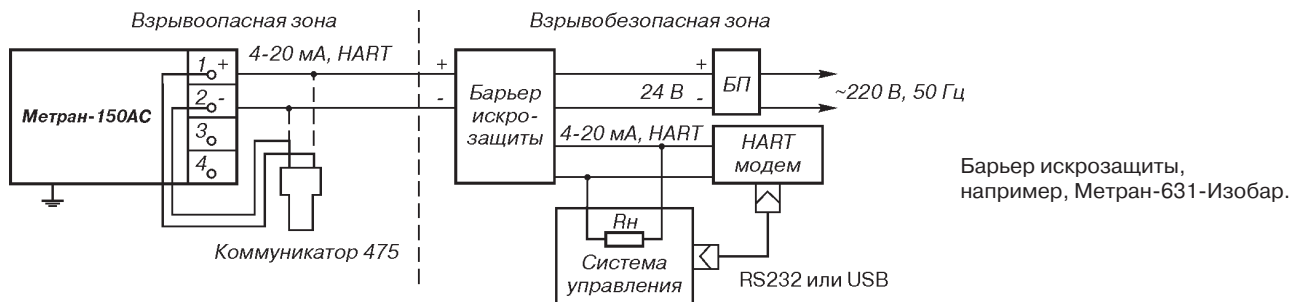 Взрывоопасная зона
Взрывобезопасная зона
4-20 мА, HART
Метран-150АС
1 +
2 -
3
4
+
-
Барьер
искро-
защиты
+
24 В -
БП
~220 В, 50 Гц
4-20 мА, HART
HART
модем
Rн
Система
управления
RS232 или USB
Коммуникатор 475
Барьер искрозащиты,
например, Метран-631-Изобар.